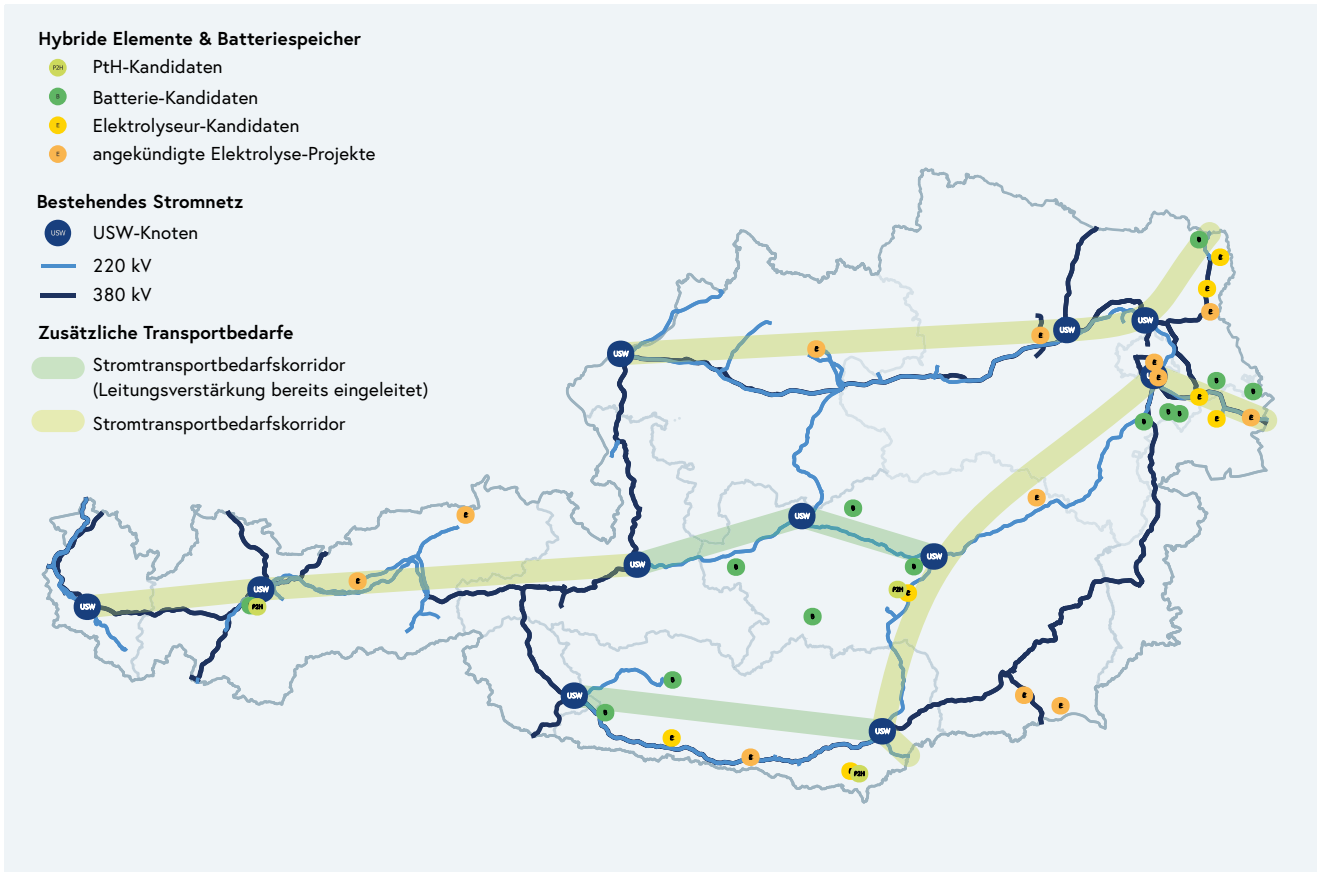 Hybride Elemente & Batteriespeicher
P2H PtH-Kandidaten
B Batterie-Kandidaten
E Elektrolyseur-Kandidaten
E angekündigte Elektrolyse-Projekte
Bestehendes Stromnetz
USW USW-Knoten
220 kV
380 kV
Zusätzliche Transportbedarfe
Stromtransportbedarfskorridor
(Leitungsverstärkung bereits eingeleitet)
Stromtransportbedarfskorridor
B
E
E
E
USW
USW
E
USW
E
E
E
B
B
E
B
B
B
E
E
E
B
E
USW
USW
B
USW
B
B
P2H
E
E
USW
P2H
USW
B
B
USW
B
E
E
E
USW
E
E
P2H